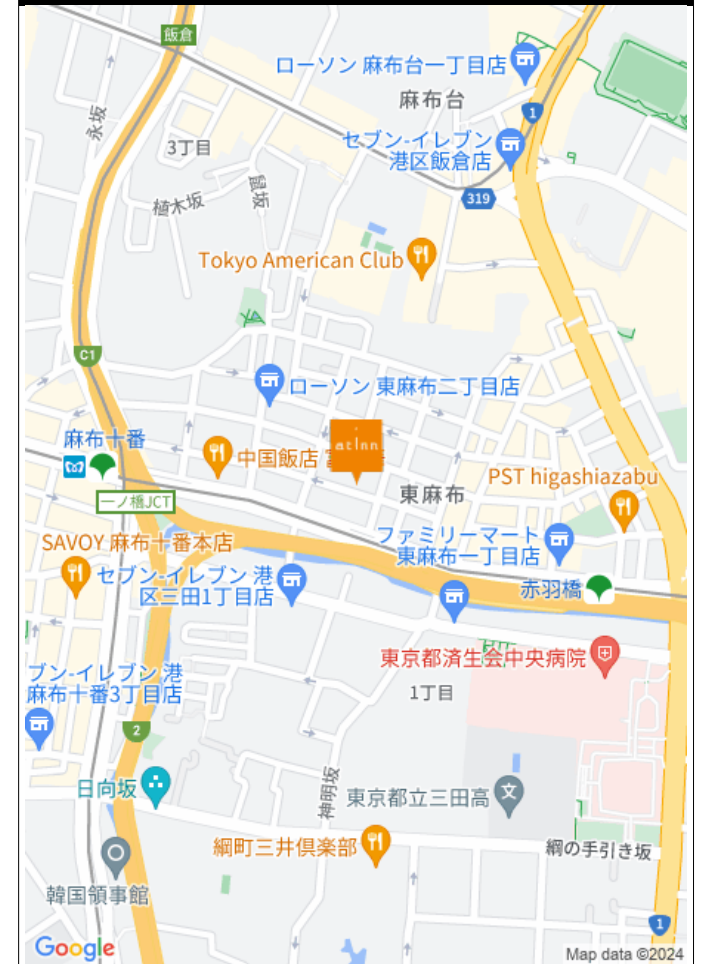 飯倉
ローソン 麻布台一丁目店
麻布台
1
永坂
3丁目
セブン-イレブン
港区飯倉店
鼠坂
植木坂
319
Tokyo American Club
C1
ローソン 東麻布二丁目店
atInn
麻布十番
中国飯店
東麻布
PST higashiazabu
一ノ橋JCT
SAVOY 麻布十番本店
ファミリーマート
東麻布一丁目店
セブン-イレブン 港
区三田1丁目店
赤羽橋
東京都済生会中央病院
ブン-イレブン 港
麻布十番3丁目店
1丁目
2
日向坂
神明坂
東京都立三田高
文
綱町三井倶楽部
綱の手引き坂
韓国領事館
1
Google
Map data ©2024